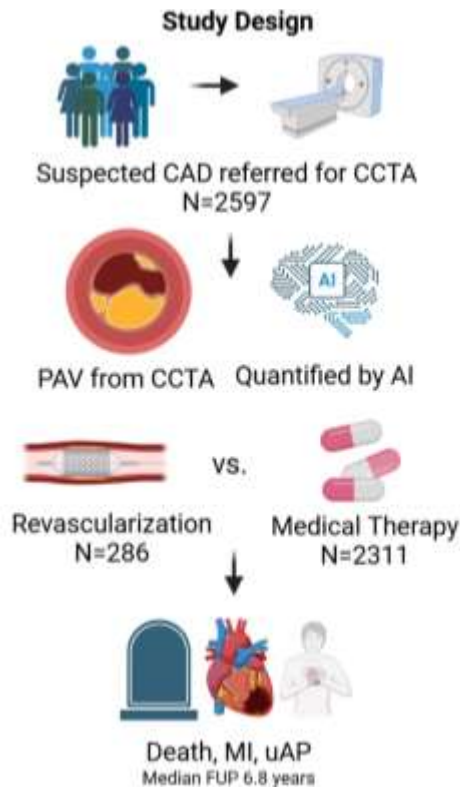 Study Design
Suspected CAD referred for CCTA
N=2597
AI
PAV from CCTA Quantified by AI
vs.
Revascularization Medical Therapy
N=286 N=2311
Death, MI, uAP
Median FUP 6.8 years